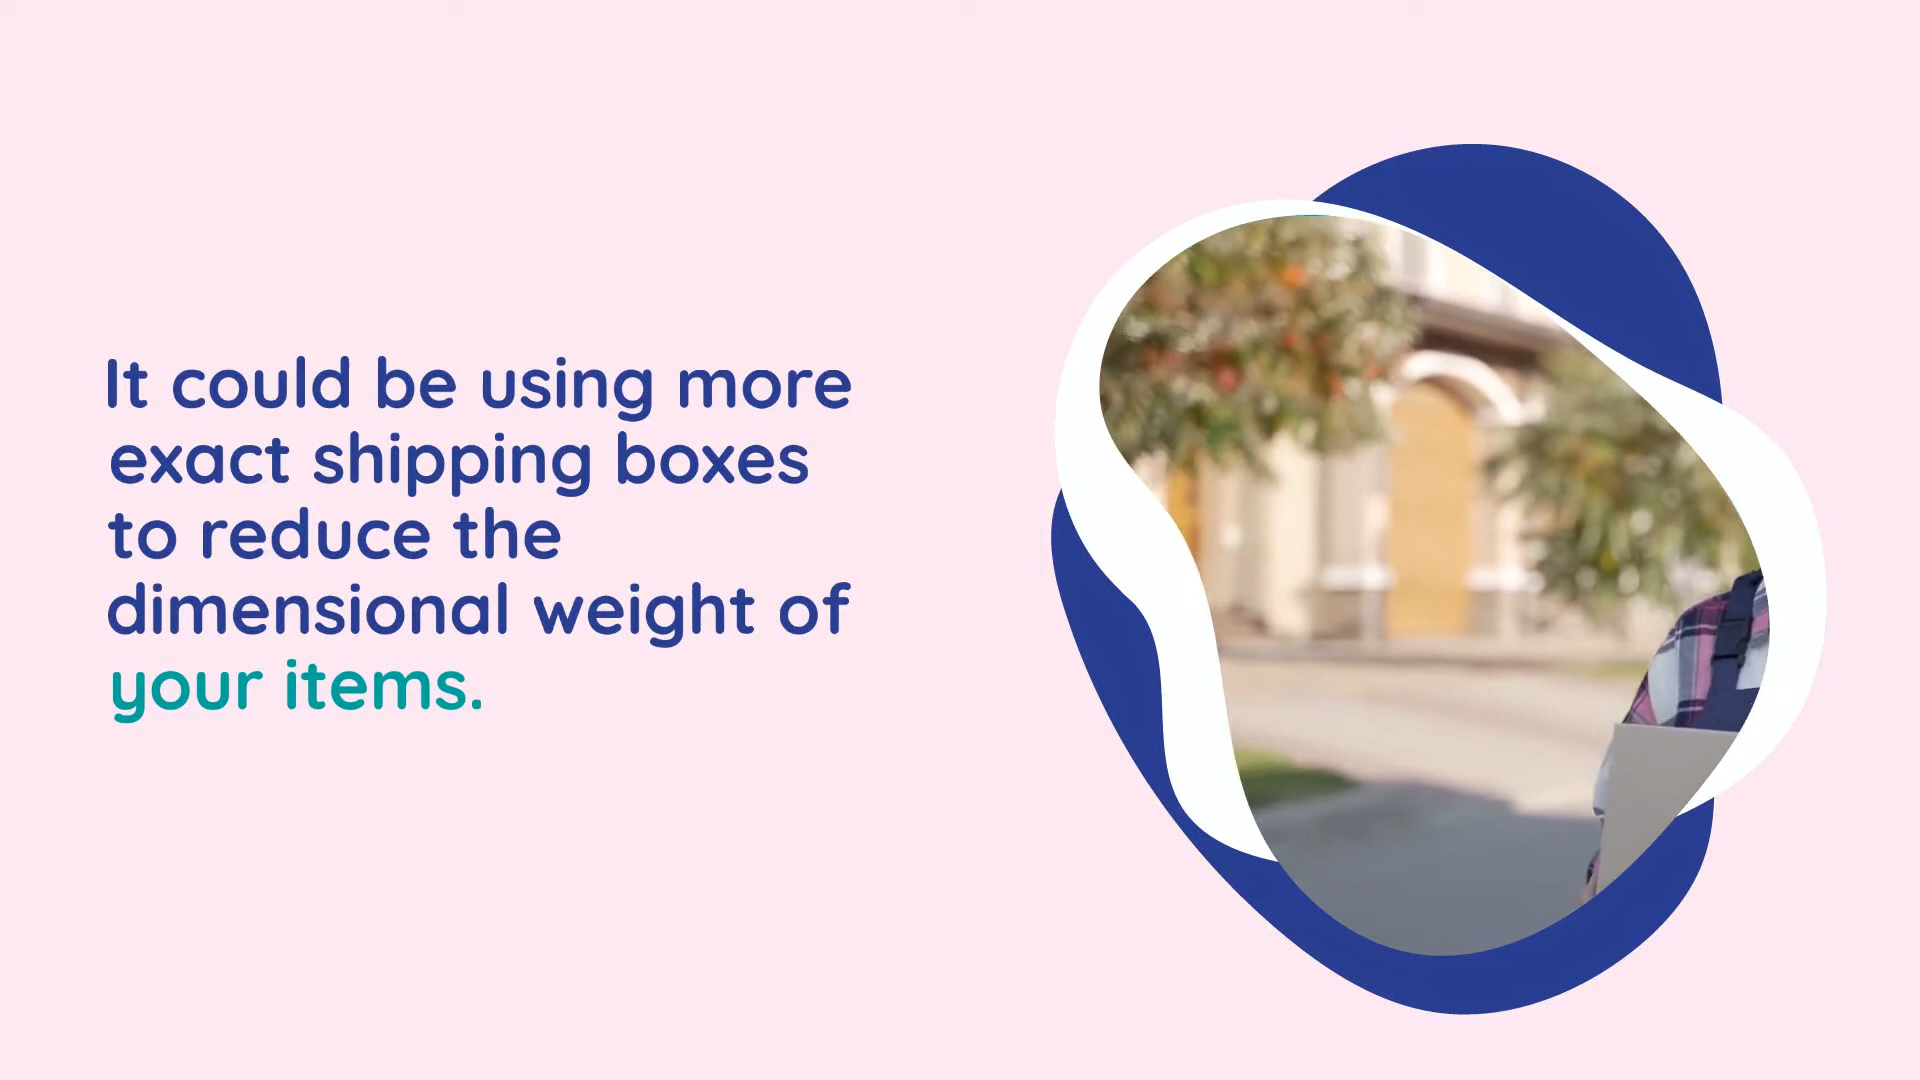 It could be using more
exact shipping boxes
to reduce the
dimensional weight of
your items.